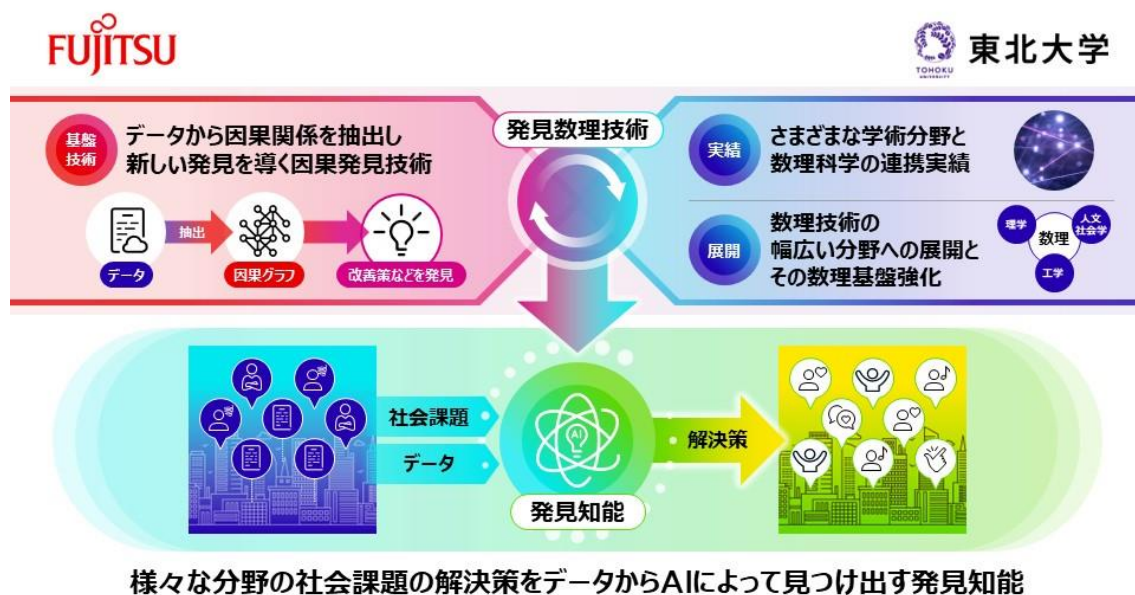 FUJITSU
TOHOKU
UNIVERSITY
東北大学
基盤
技術
データから因果関係を抽出し
新しい発見を導く因果発見技術
データ
抽出
因果グラフ
改善策などを発見
発見数理技術
実績
さまざまな学術分野と
数理科学の連携実績
展開
数理技術の
幅広い分野への展開と
その数理基盤強化
理学
数理
人文
社会学
工学
社会課題
データ
AI
発見知能
解決策
様々な分野の社会課題の解決策をデータからAIによって見つけ出す発見知能